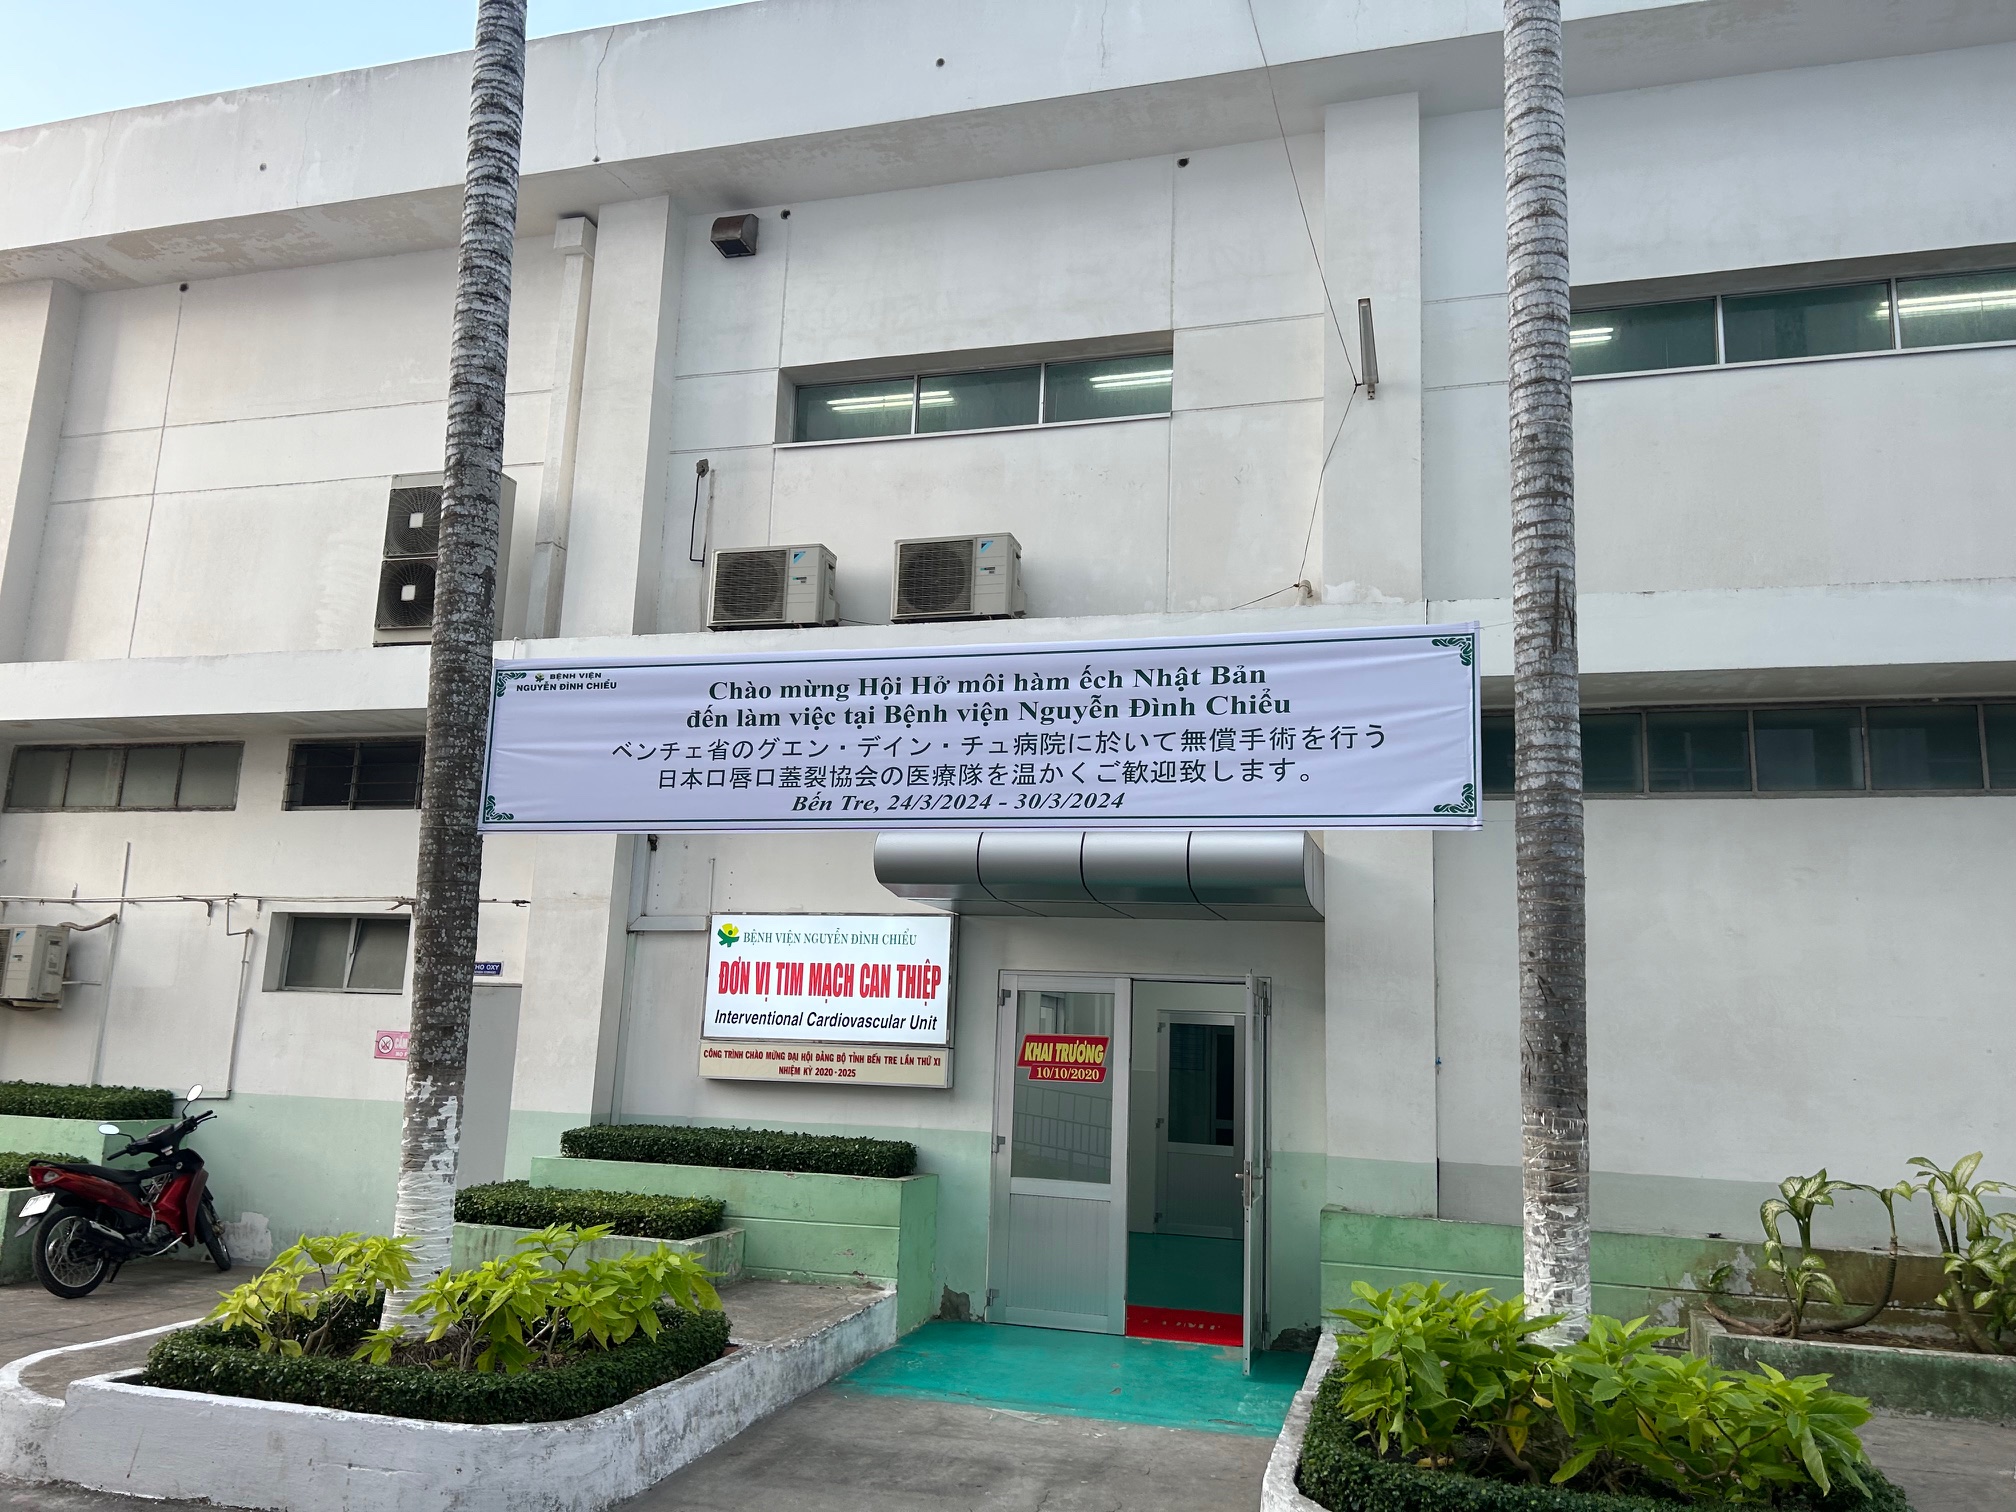 BỆNH VIỆN
NGUYỄN ĐÌNH CHIỂU
Chào mừng Hội Hở môi hàm ếch Nhật Bản
đến làm việc tại Bệnh viện Nguyễn Đình Chiểu
ベンチェ省のグエン・デイン・チュ病院に於いて無償手術を行う
日本口唇口蓋裂協会の医療隊を温かくご歓迎致します。
Bến Tre, 24/3/2024 - 30/3/2024
BỆNH VIỆN NGUYỄN ĐÌNH CHIỂU
ĐƠN VỊ TIM MẠCH CAN THIỆP
Interventional Cardiovascular Unit
CÔNG TRÌNH CHÀO MỪNG ĐẠI HỘI ĐẢNG BỘ TỈNH BẾN TRE LẦN THỨ XI
NHIỆM KỲ 2020-2025
KHAI TRƯƠNG
10/10/2020
OXY
CẤM